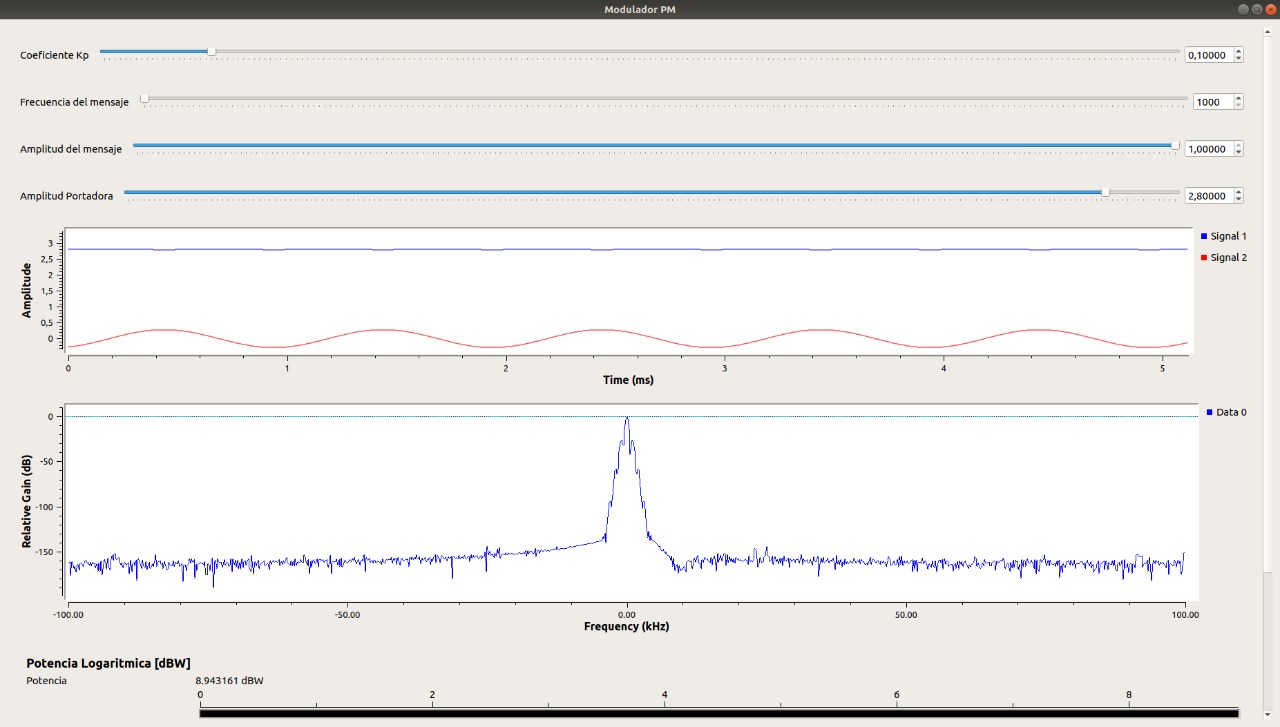 Modulador PM
Coeficiente Kp 0,10000
Frecuencia del mensaje 1000
Amplitud del mensaje 1,00000
Amplitud Portadora 2,80000
Signal 1
Signal 2
Amplitude
3
2,5
2
1,5
1
0,5
0
0 1 2 3 4 5
Time (ms)
Data 0
Relative Gain (dB)
0
-50
-100
-150
-100.00 -50.00 0.00 50.00 100.00
Frequency (kHz)
Potencia Logaritmica [dBW]
Potencia 8.943161 dBW
0 2 4 6 8